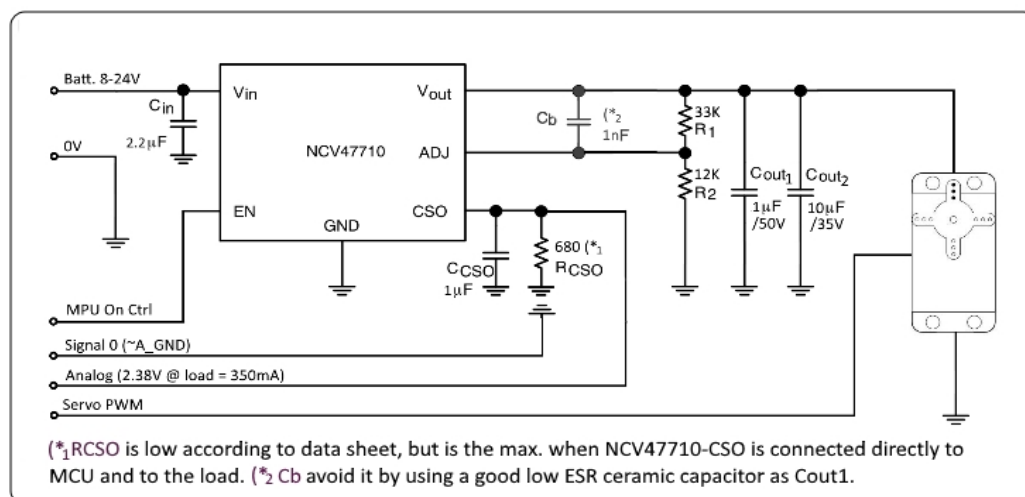 Batt. 8-24V
Cin
2.2µF
0V
Vin
Vout
NCV47710
ADJ
EN
CSO
GND
Cb
(*2
1nF
33K
R1
12K
R2
Cout1
1µF
/50V
Cout2
10µF
/35V
CCSO
1µF
680 (*1
RCSO
MPU On Ctrl
Signal 0 (~A_GND)
Analog (2.38V @ load = 350mA)
Servo PWM
(*1RCSO is low according to data sheet, but is the max. when NCV47710-CSO is connected directly to
MCU and to the load. (*2 Cb avoid it by using a good low ESR ceramic capacitor as Cout1.